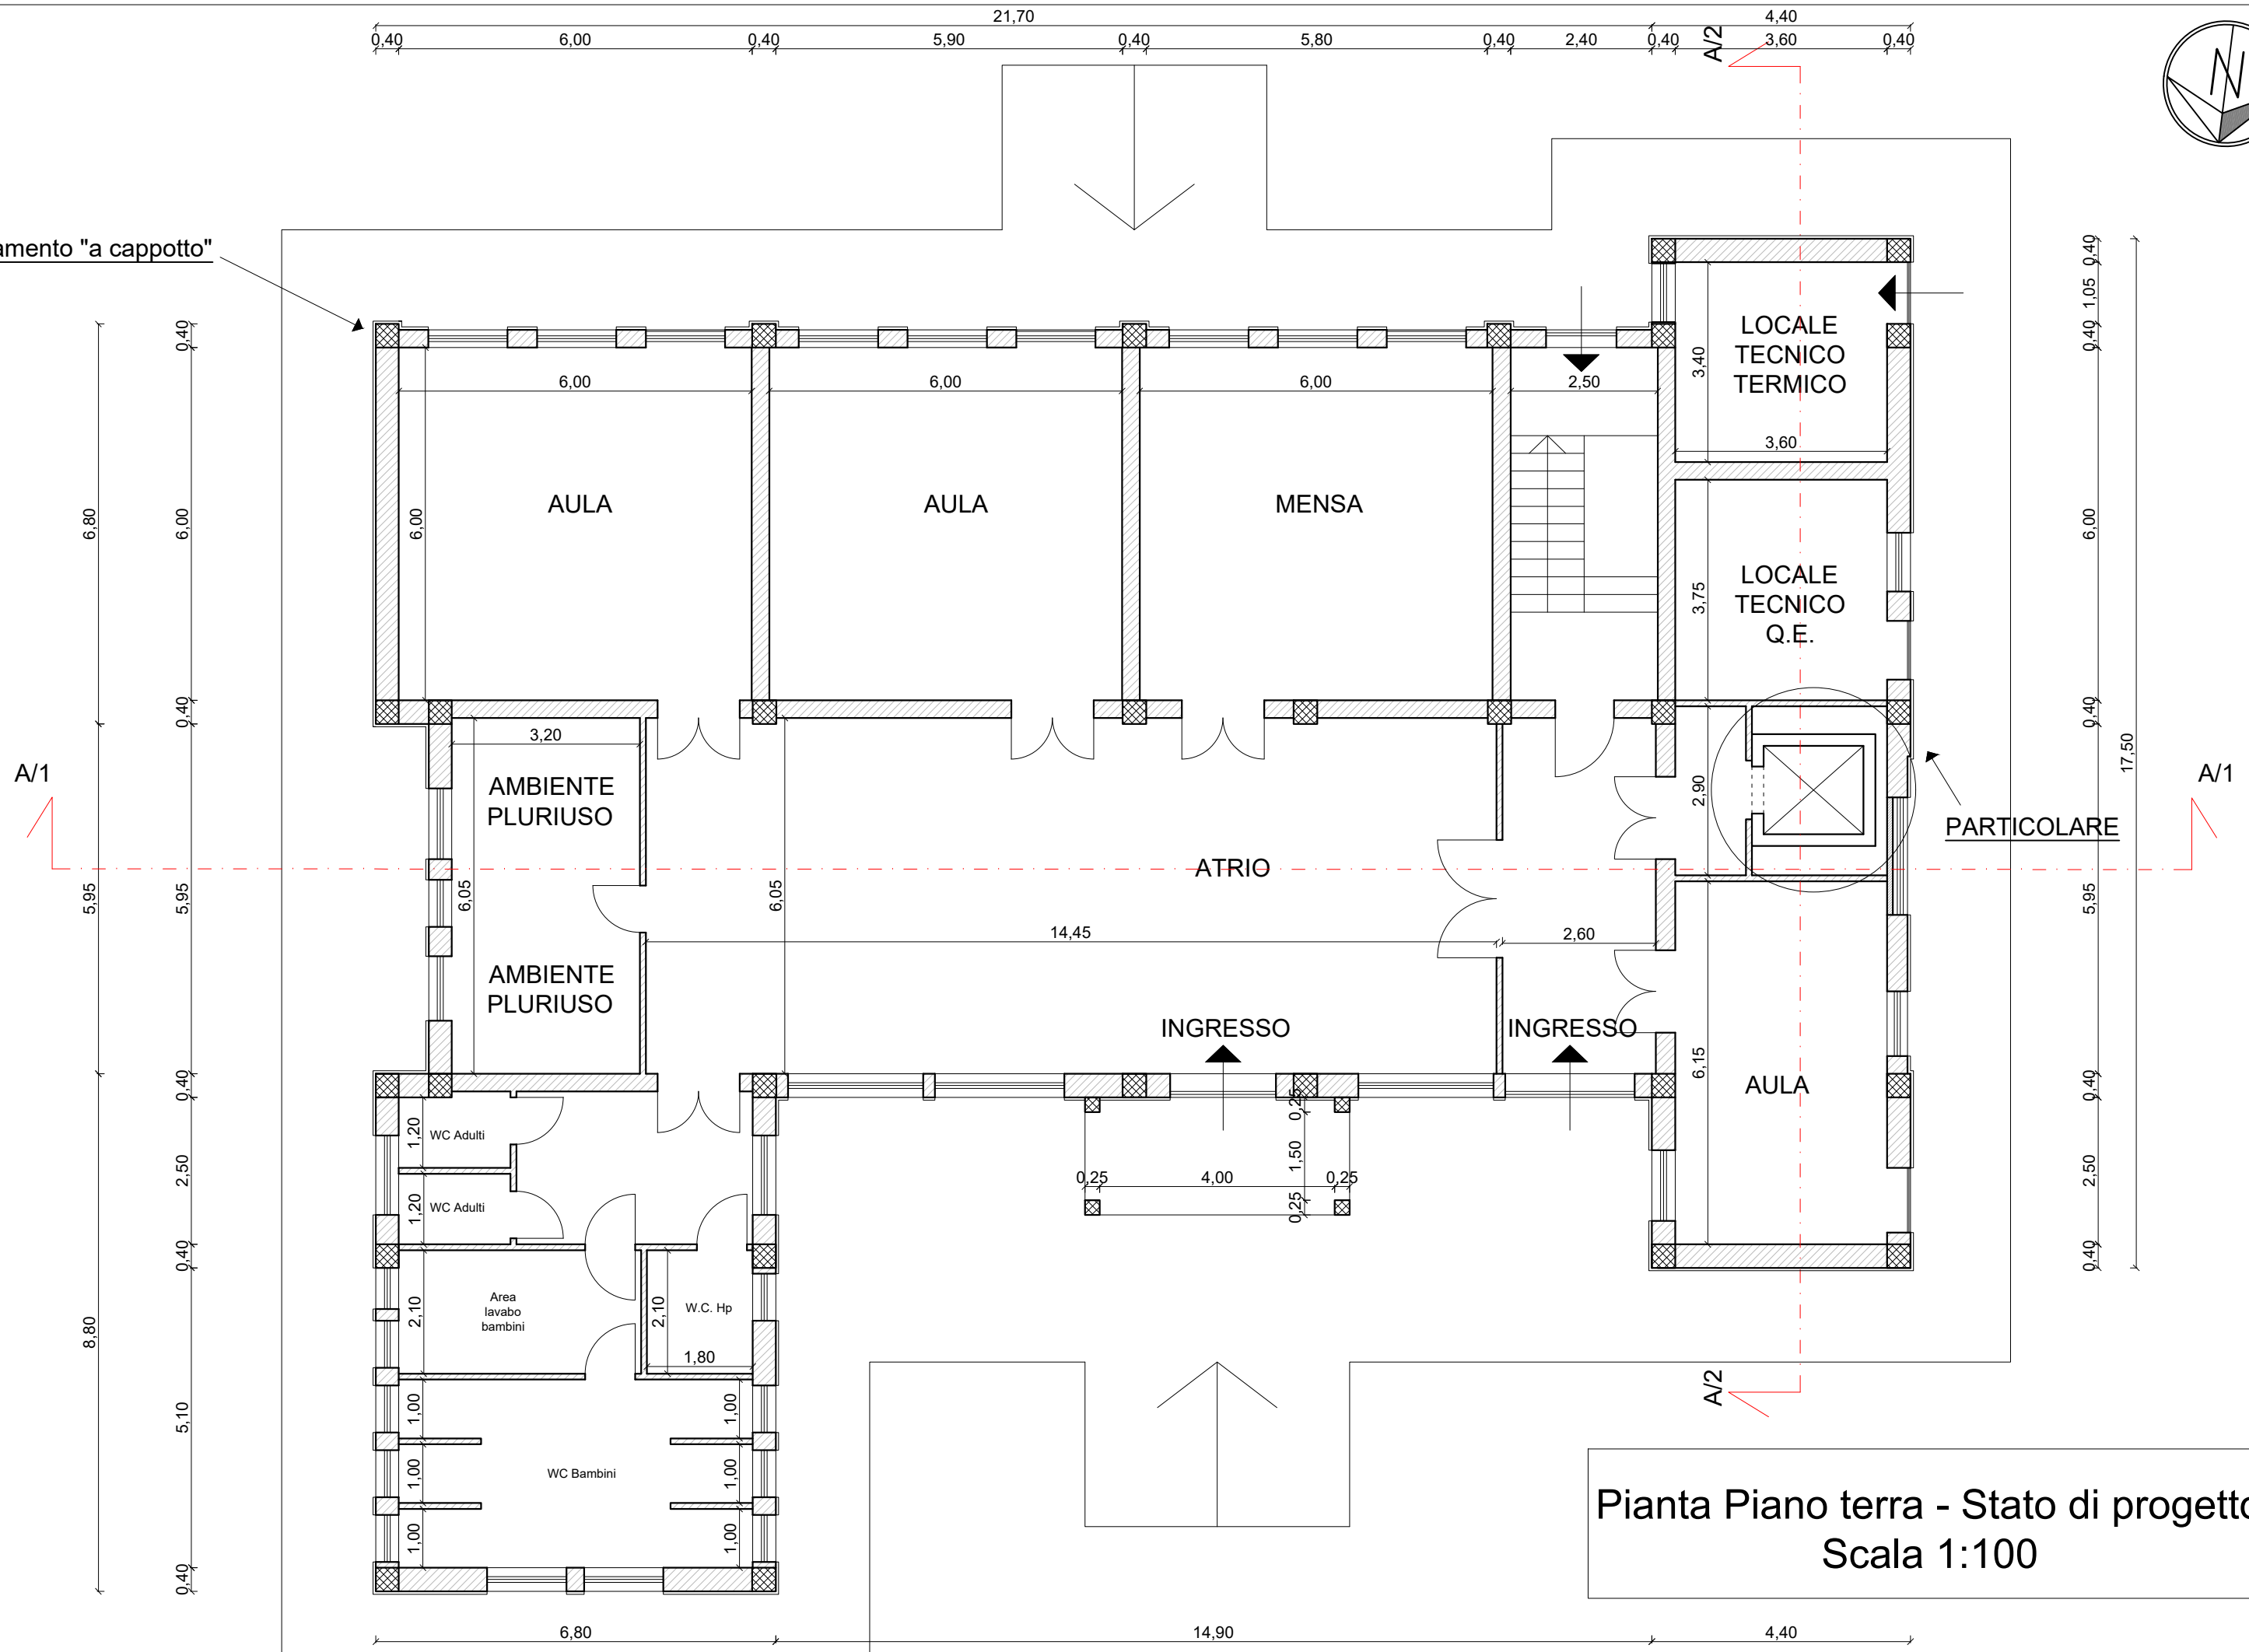 21,70
4,40
0,40
6,00
0,40
5,90
0,40
5,80
0,40
2,40
0,40
3,60
0,40
A/2
N
amento "a cappotto"
0,40
6,80
6,00
0,40
5,95
5,95
0,40
2,50
0,40
8,80
5,10
0,40
6,00
6,00
6,00
2,50
6,00
AULA
AULA
MENSA
3,40
LOCALE
TECNICO
TERMICO
3,60
3,75
LOCALE
TECNICO
Q.E.
0,40
1,05
0,40
6,00
0,40
17,50
5,95
0,40
2,50
0,40
A/1
A/1
3,20
AMBIENTE
PLURIUSO
6,05
6,05
ATRIO
2,90
PARTICOLARE
14,45
2,60
AMBIENTE
PLURIUSO
INGRESSO
INGRESSO
6,15
AULA
WC Adulti
1,20
WC Adulti
1,20
0,25
1,50
0,25
0,25
4,00
0,25
2,10
Area
lavabo
bambini
2,10
W.C. Hp
1,80
1,00
1,00
1,00
1,00
WC Bambini
1,00
1,00
A/2
Pianta Piano terra - Stato di progetto
Scala 1:100
6,80
14,90
4,40